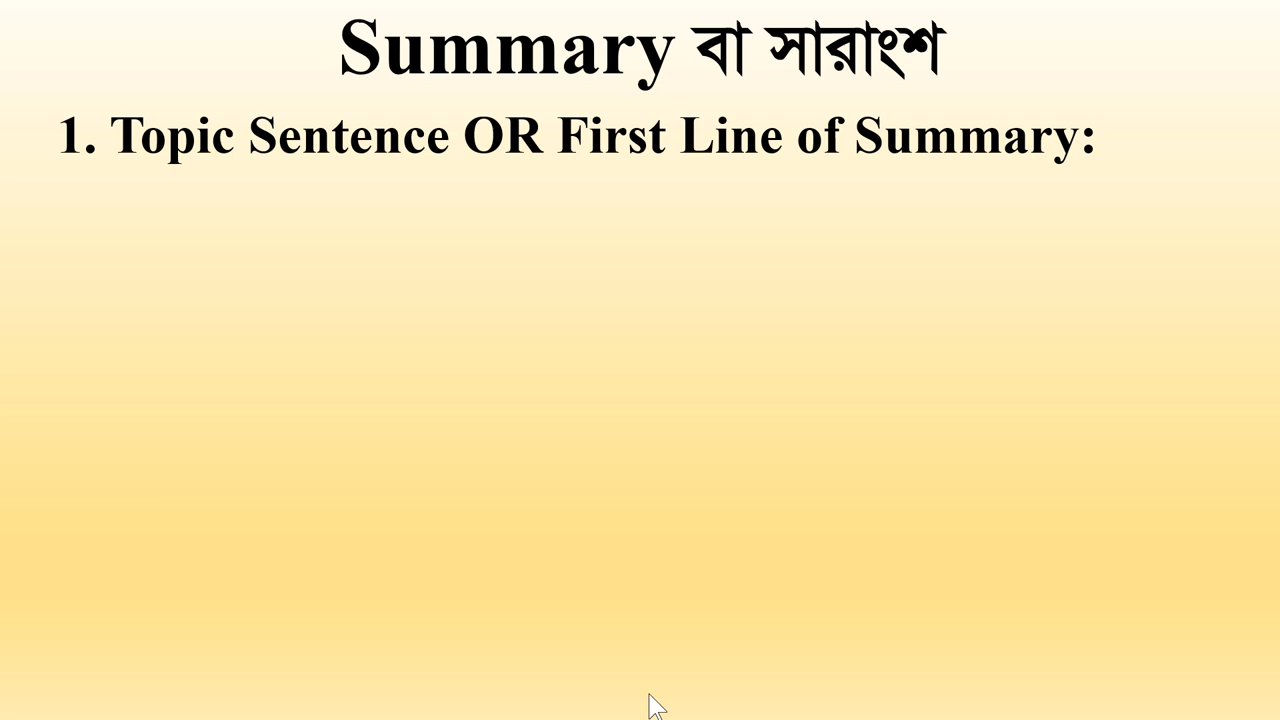 Summary বা সারাংশ
1. Topic Sentence OR First Line of Summary: